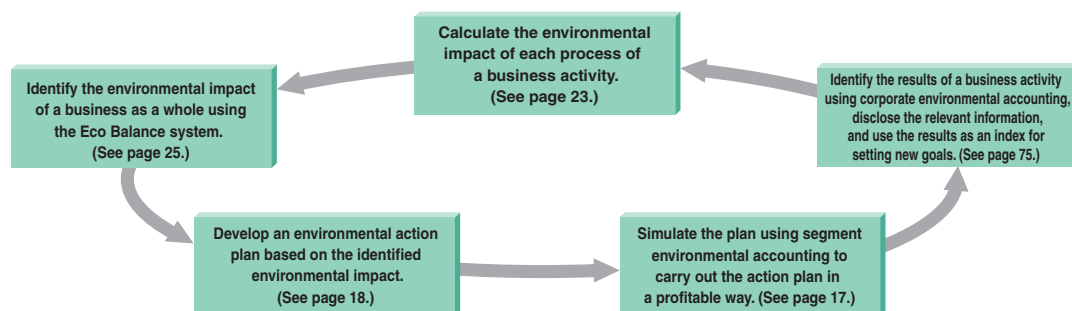 Calculate the environmental
impact of each process of
a business activity.
(See page 23.)
Identify the environmental impact
of a business as a whole using
the Eco Balance system.
(See page 25.)
Develop an environmental action
plan based on the identified
environmental impact.
(See page 18.)
Simulate the plan using segment
environmental accounting to
carry out the action plan in
a profitable way. (See page 17.)
Identify the results of a business activity
using corporate environmental accounting,
disclose the relevant information,
and use the results as an index for
setting new goals. (See page 75.)